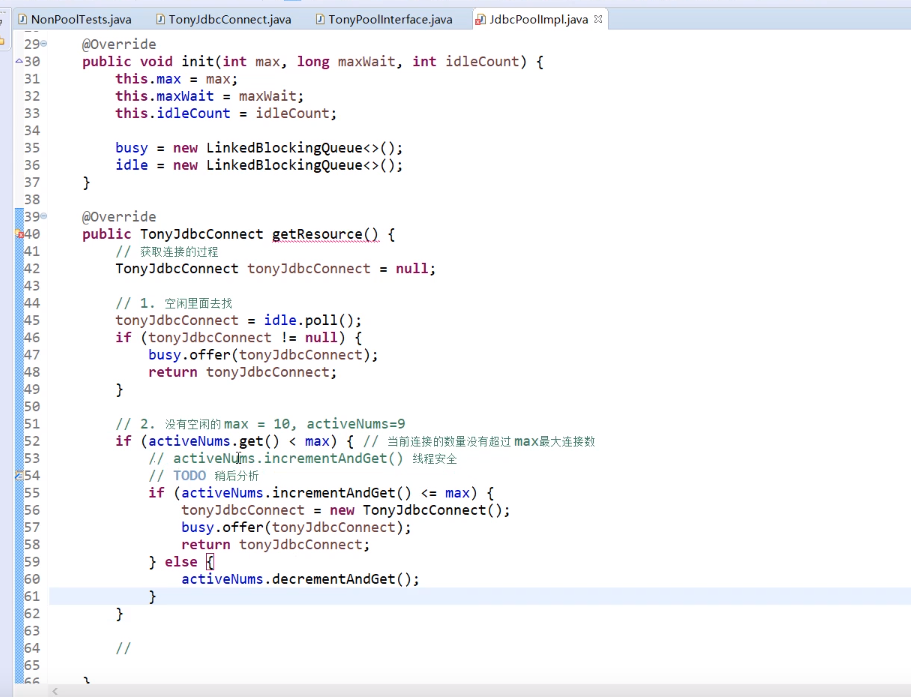 NonPoolTests.java TonyJdbcConnect.java TonyPoolInterface.java JdbcPoolImpl.java
29 @Override
30 public void init(int max, long maxWait, int idleCount) {
31 this.max = max;
32 this.maxWait = maxWait;
33 this.idleCount = idleCount;
34
35 busy = new LinkedBlockingQueue<>();
36 idle = new LinkedBlockingQueue<>();
37 }
38
39 @Override
40 public TonyJdbcConnect getResource() {
41 // 获取连接的过程
42 TonyJdbcConnect tonyJdbcConnect = null;
43
44 // 1. 空闲里面去找
45 tonyJdbcConnect = idle.poll();
46 if (tonyJdbcConnect != null) {
47 busy.offer(tonyJdbcConnect);
48 return tonyJdbcConnect;
49 }
50
51 // 2. 没有空闲的 max = 10, activeNums=9
52 if (activeNums.get() < max) { // 当前连接的数量没有超过 max最大连接数
53 // activeNums.incrementAndGet() 线程安全
54 // TODO 稍后分析
55 if (activeNums.incrementAndGet() <= max) {
56 tonyJdbcConnect = new TonyJdbcConnect();
57 busy.offer(tonyJdbcConnect);
58 return tonyJdbcConnect;
59 } else {
60 activeNums.decrementAndGet();
61 }
62 }
63
64 //
65
66 }